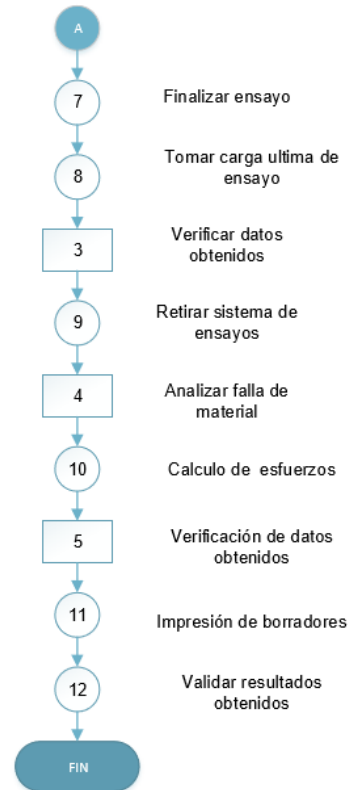 A
7
Finalizar ensayo
8
Tomar carga ultima de
ensayo
3
Verificar datos
obtenidos
9
Retirar sistema de
ensayos
4
Analizar falla de
material
10
Calculo de esfuerzos
5
Verificación de datos
obtenidos
11
Impresión de borradores
12
Validar resultados
obtenidos
FIN